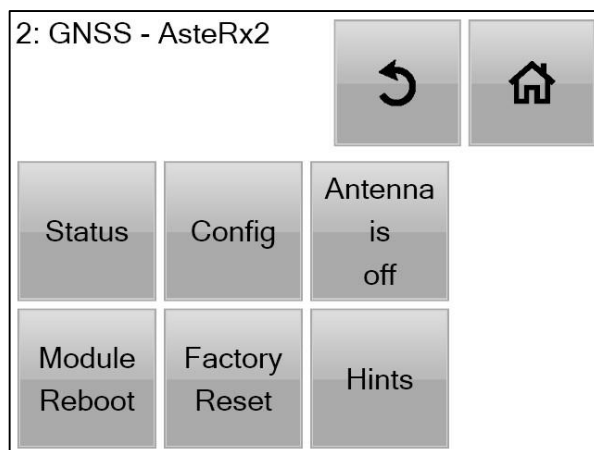 2: GNSS - AsteRx2
Status
Config
Antenna
is
off
Module
Reboot
Factory
Reset
Hints